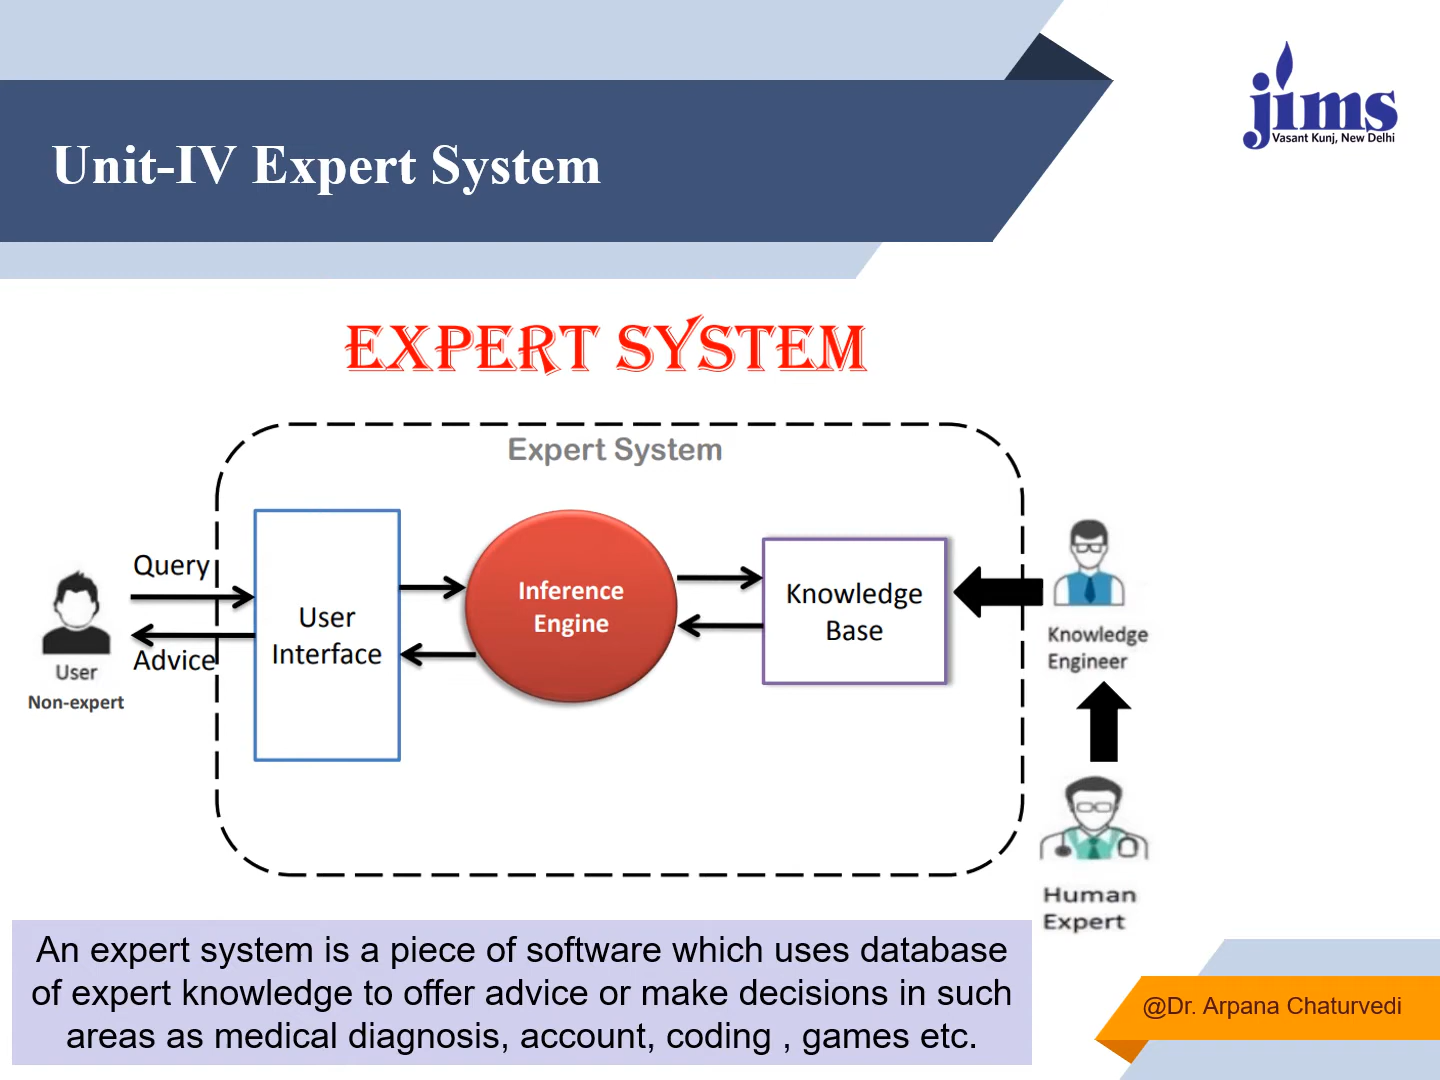 jims
Vasant Kunj, New Delhi
Unit-IV Expert System
EXPERT SYSTEM
Expert System
Query
Advice
User
Non-expert
User
Interface
Inference
Engine
Knowledge
Base
Knowledge
Engineer
Human
Expert
An expert system is a piece of software which uses database
of expert knowledge to offer advice or make decisions in such
areas as medical diagnosis, account, coding , games etc.
@Dr. Arpana Chaturvedi